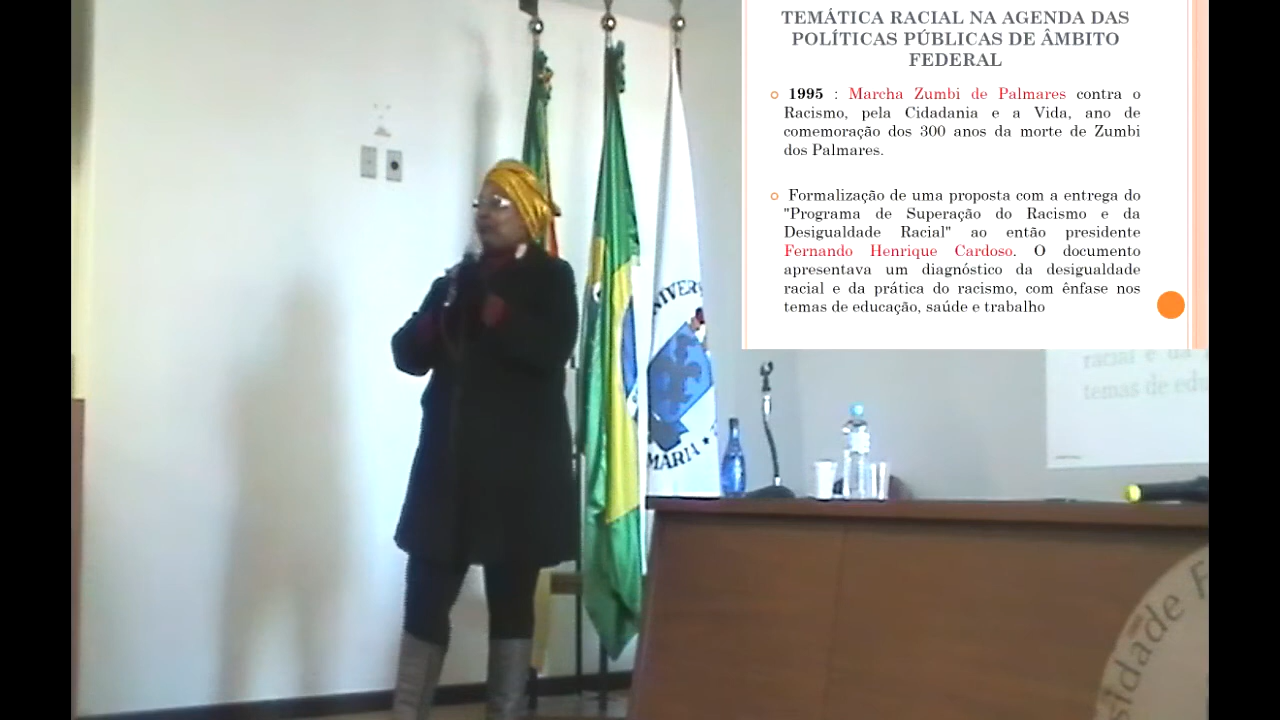 TEMÁTICA RACIAL NA AGENDA DAS
POLÍTICAS PÚBLICAS DE ÂMBITO
FEDERAL
1995 : Marcha Zumbi de Palmares contra o
Racismo, pela Cidadania e a Vida, ano de
comemoração dos 300 anos da morte de Zumbi
dos Palmares.
Formalização de uma proposta com a entrega do
"Programa de Superação do Racismo e da
Desigualdade Racial" ao então presidente
Fernando Henrique Cardoso. O documento
apresentava um diagnóstico da desigualdade
racial e da prática do racismo, com ênfase nos
temas de educação, saúde e trabalho
racial e da
temas de edu
NIVER
MARIA
sidade F